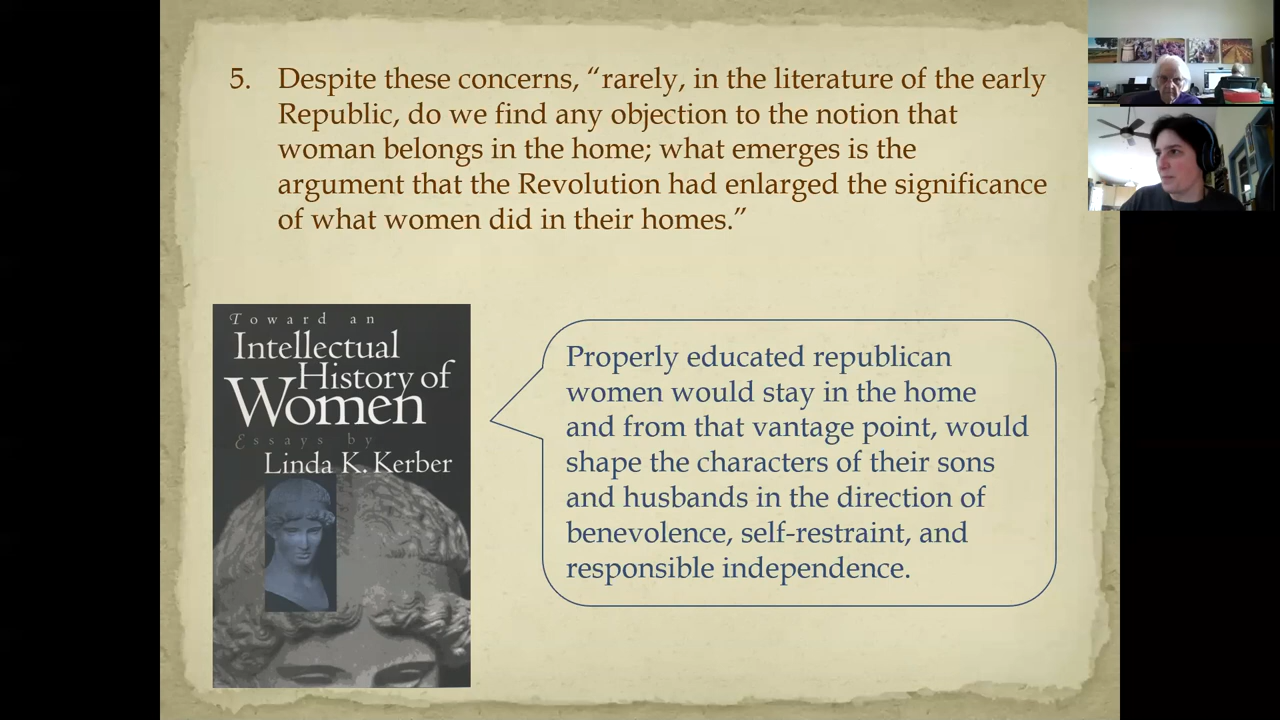 5. Despite these concerns, “rarely, in the literature of the early
Republic, do we find any objection to the notion that
woman belongs in the home; what emerges is the
argument that the Revolution had enlarged the significance
of what women did in their homes.”
Toward an
Intellectual
History of
Women
Essays by
Linda K. Kerber
Properly educated republican
women would stay in the home
and from that vantage point, would
shape the characters of their sons
and husbands in the direction of
benevolence, self-restraint, and
responsible independence.